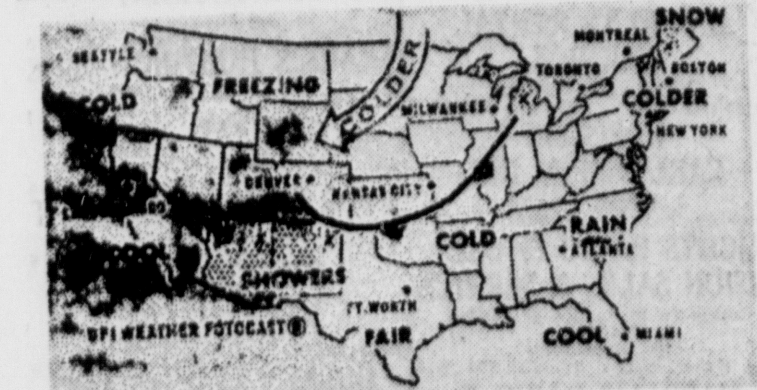 SNOW
MONTREAL
SEATTLE
BOSTON
TORONTO
FREEZING
COLDER
COLD
MILWAUKEE
COLDER
NEW YORK
DENVER
KANSAS CITY
RAIN
COLD
ATLANTA
SHOWERS
FT. WORTH
UPI WEATHER FOTOCAST ®
FAIR
COOL
MIAMI